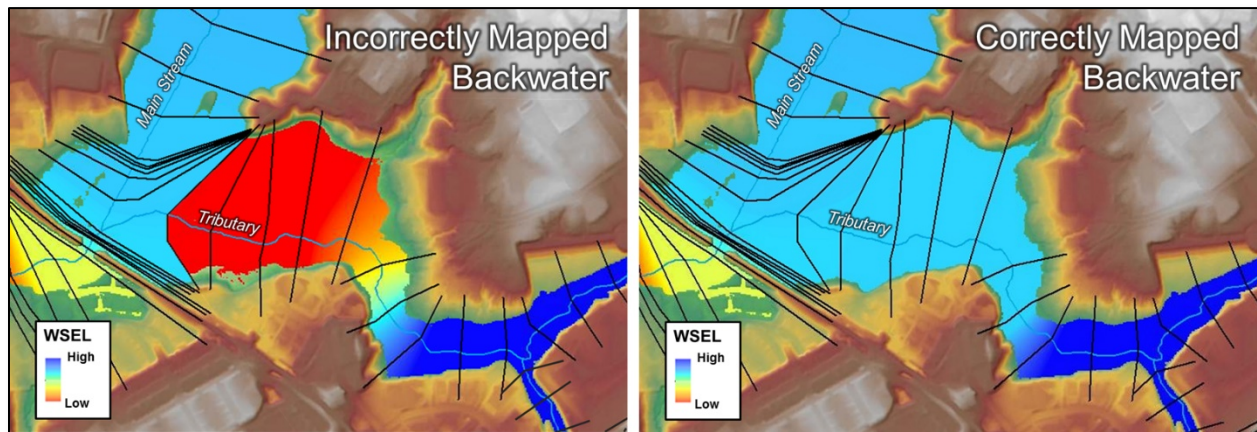 Incorrectly Mapped
Backwater
Main Stream
Tributary
WSEL
High
Low
Correctly Mapped
Backwater
Main Stream
Tributary
WSEL
High
Low